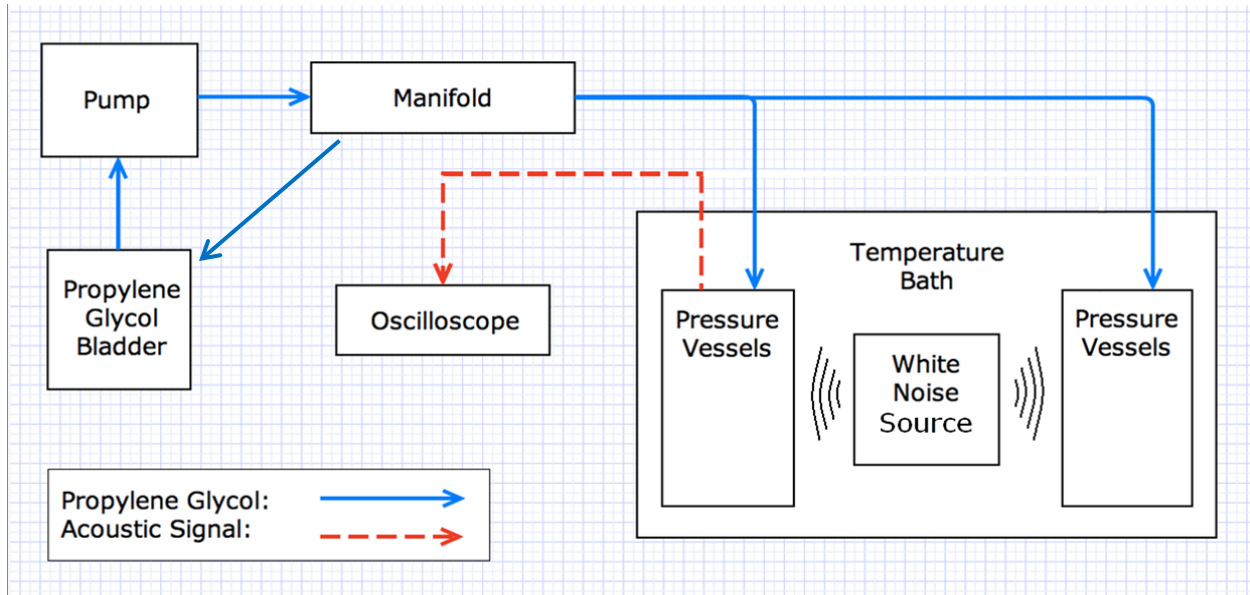 Pump
Manifold
Propylene
Glycol
Bladder
Oscilloscope
Temperature
Bath
Pressure
Vessels
White
Noise
Source
Pressure
Vessels
Propylene Glycol:
Acoustic Signal: